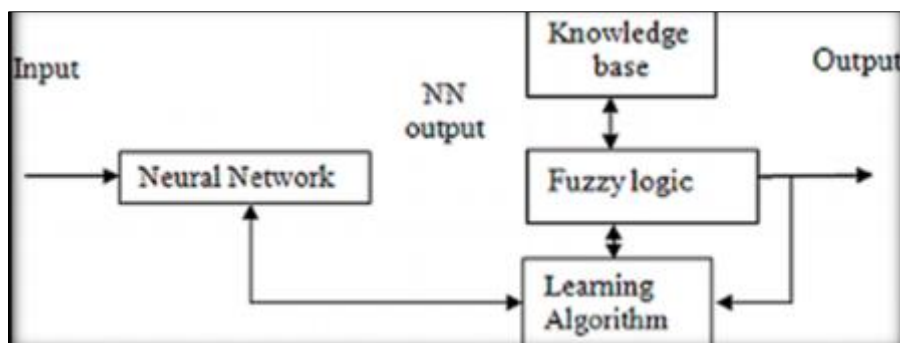 Input
NN
output
Knowledge
base
Output
Neural Network
Fuzzy logic
Learning
Algorithm